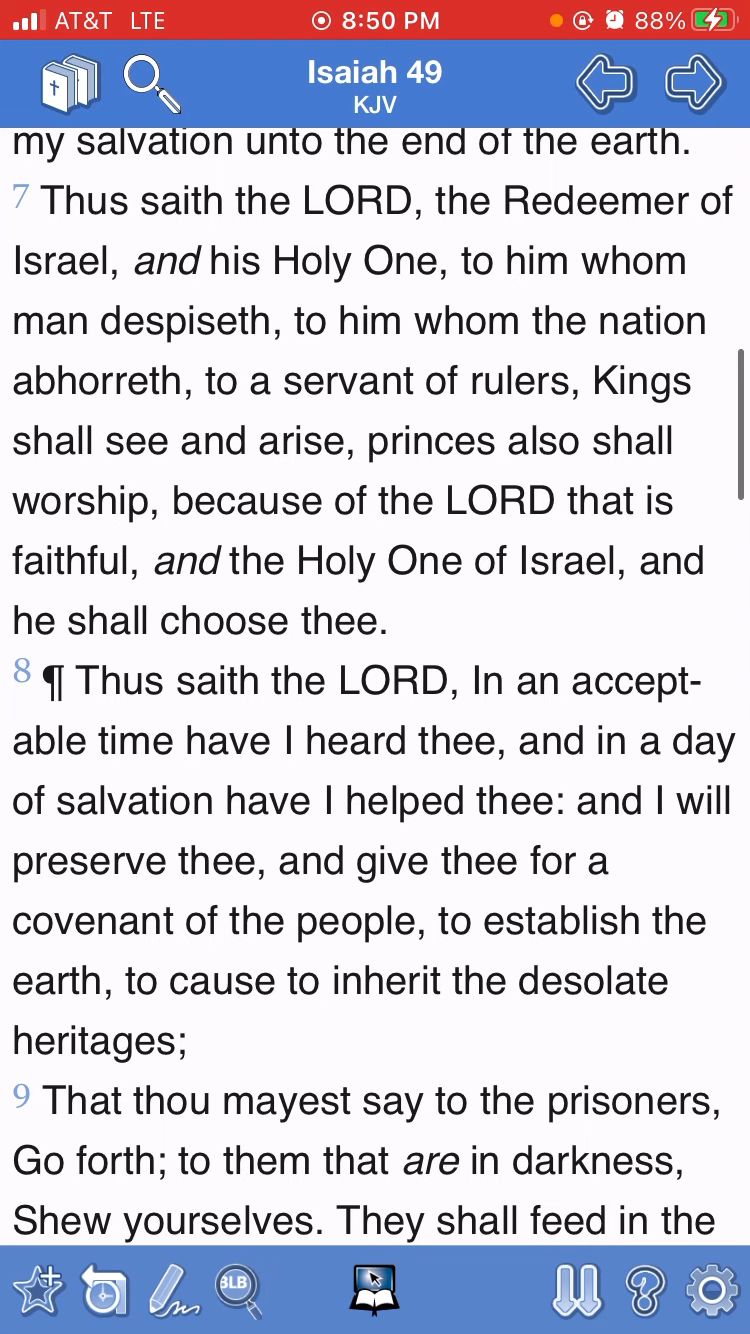 AT&T LTE 8:50 PM 88%
Isaiah 49
KJV
my salvation unto the end of the earth.
7 Thus saith the LORD, the Redeemer of
Israel, and his Holy One, to him whom
man despiseth, to him whom the nation
abhorreth, to a servant of rulers, Kings
shall see and arise, princes also shall
worship, because of the LORD that is
faithful, and the Holy One of Israel, and
he shall choose thee.
8 ¶ Thus saith the LORD, In an accept-
able time have I heard thee, and in a day
of salvation have I helped thee: and I will
preserve thee, and give thee for a
covenant of the people, to establish the
earth, to cause to inherit the desolate
heritages;
9 That thou mayest say to the prisoners,
Go forth; to them that are in darkness,
Shew yourselves. They shall feed in the
BLB